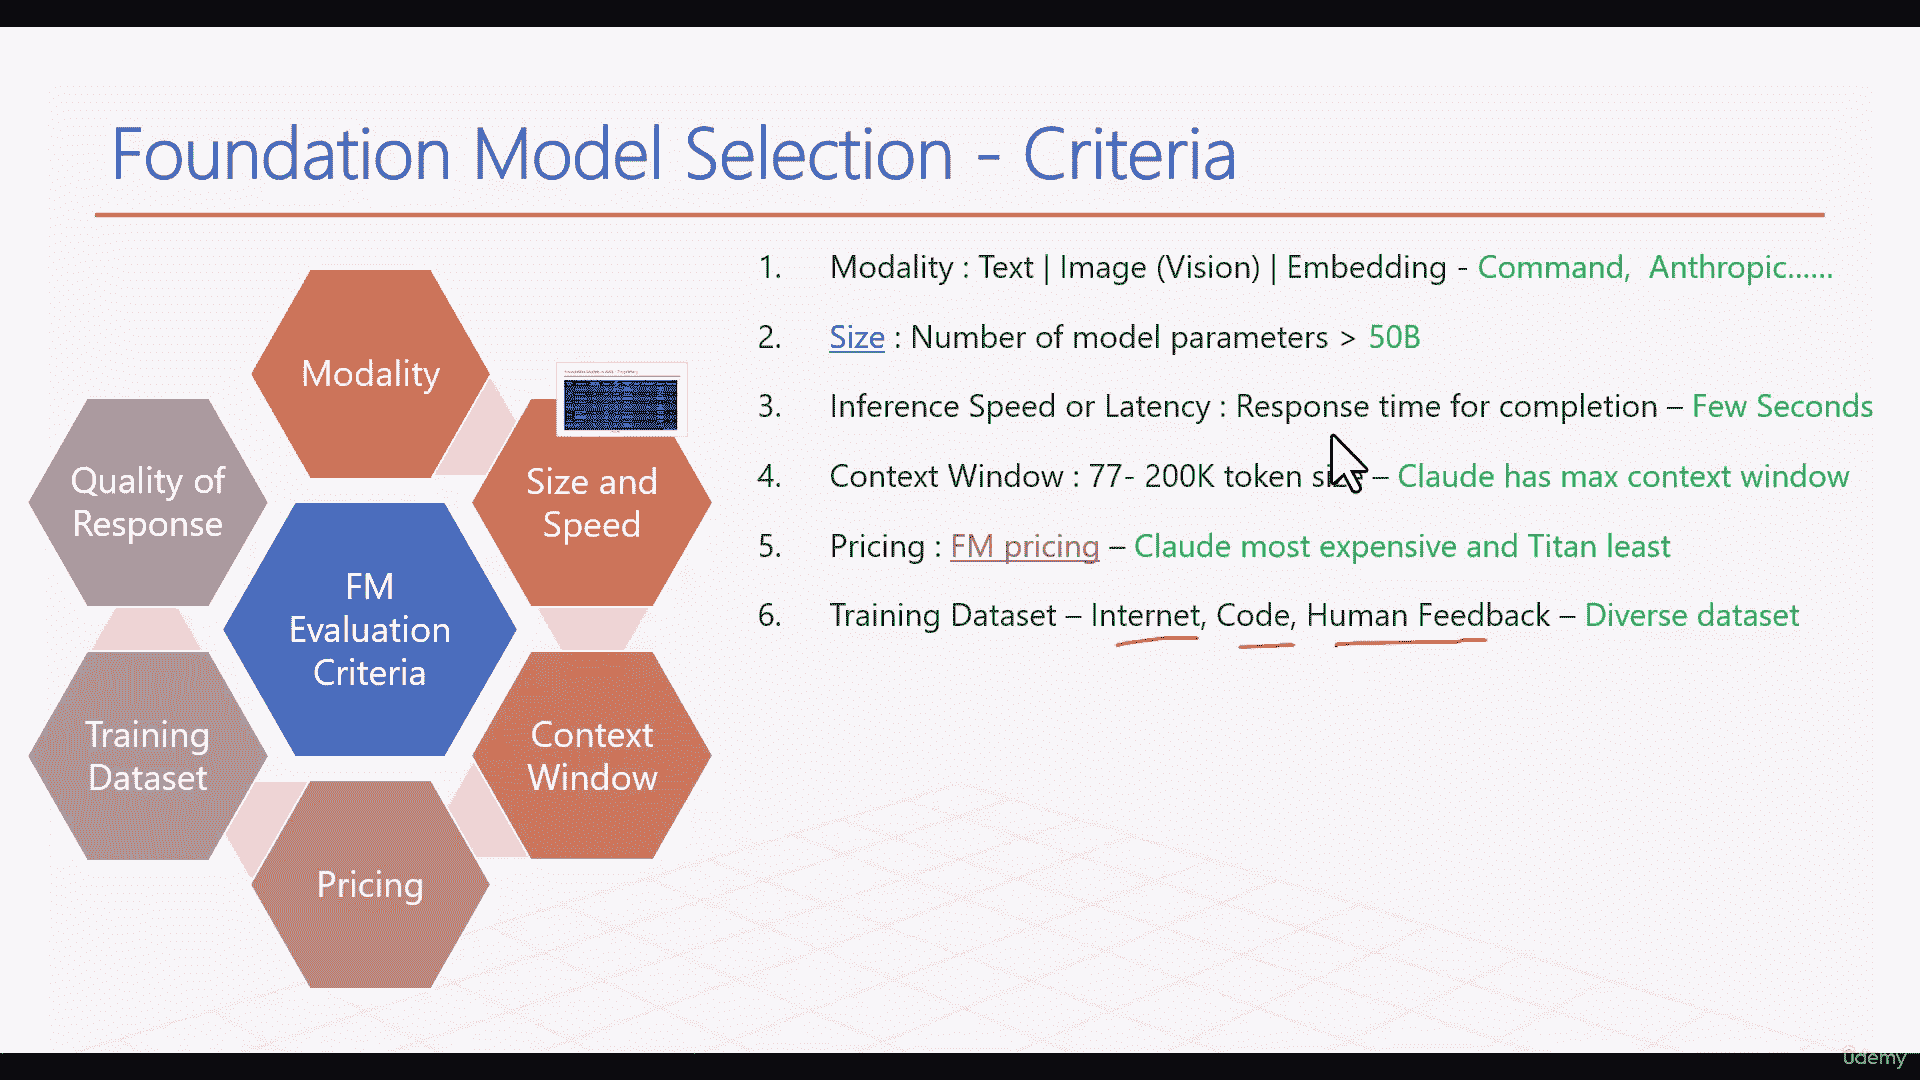 Foundation Model Selection - Criteria
Modality
Quality of
Response
Size and
Speed
FM
Evaluation
Criteria
Training
Dataset
Context
Window
Pricing
1. Modality : Text | Image (Vision) | Embedding - Command, Anthropic......
2. Size : Number of model parameters > 50B
3. Inference Speed or Latency : Response time for completion – Few Seconds
4. Context Window : 77- 200K token size – Claude has max context window
5. Pricing : FM pricing – Claude most expensive and Titan least
6. Training Dataset – Internet, Code, Human Feedback – Diverse dataset
ûdemy